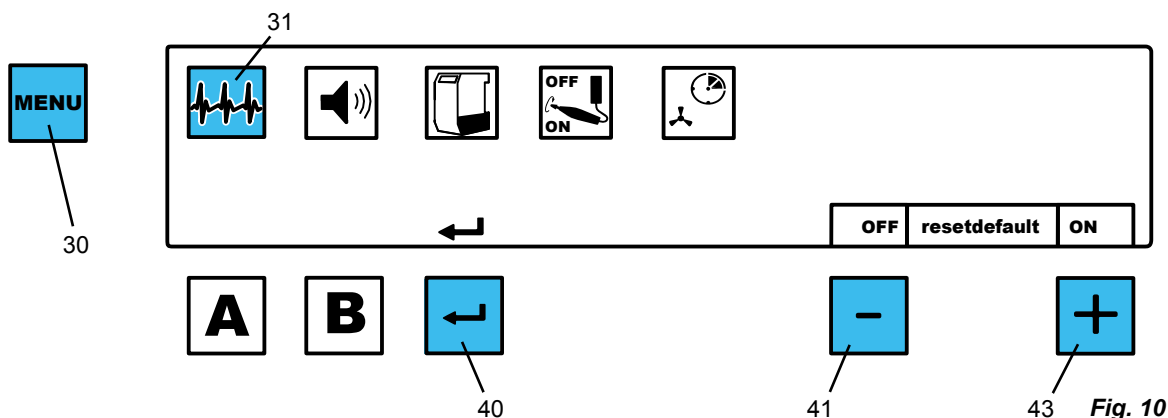 31
MENU
OFF
ON
30
OFF resetdefault ON
A B - +
40 41 43 Fig. 10